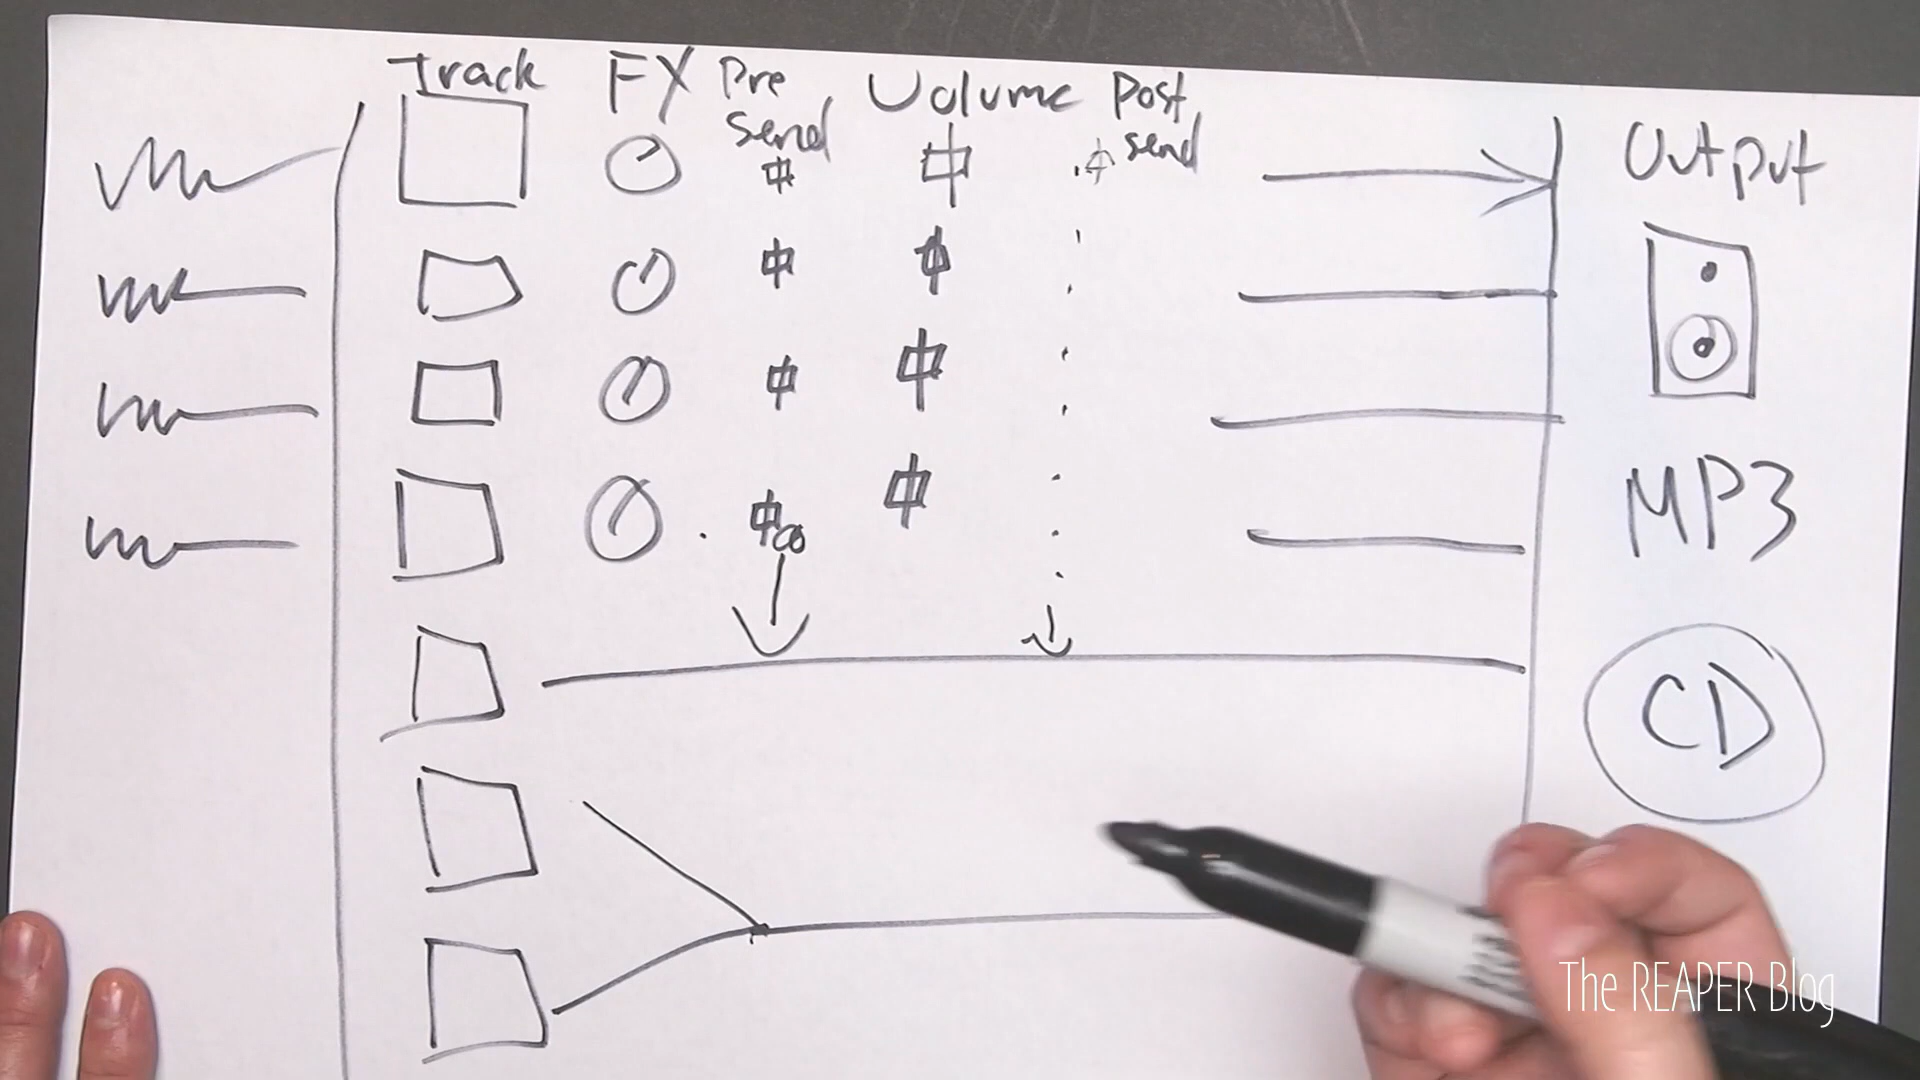 Track FX Pre Volume Post
Send send
Output
MP3
CD
The REAPER Blog